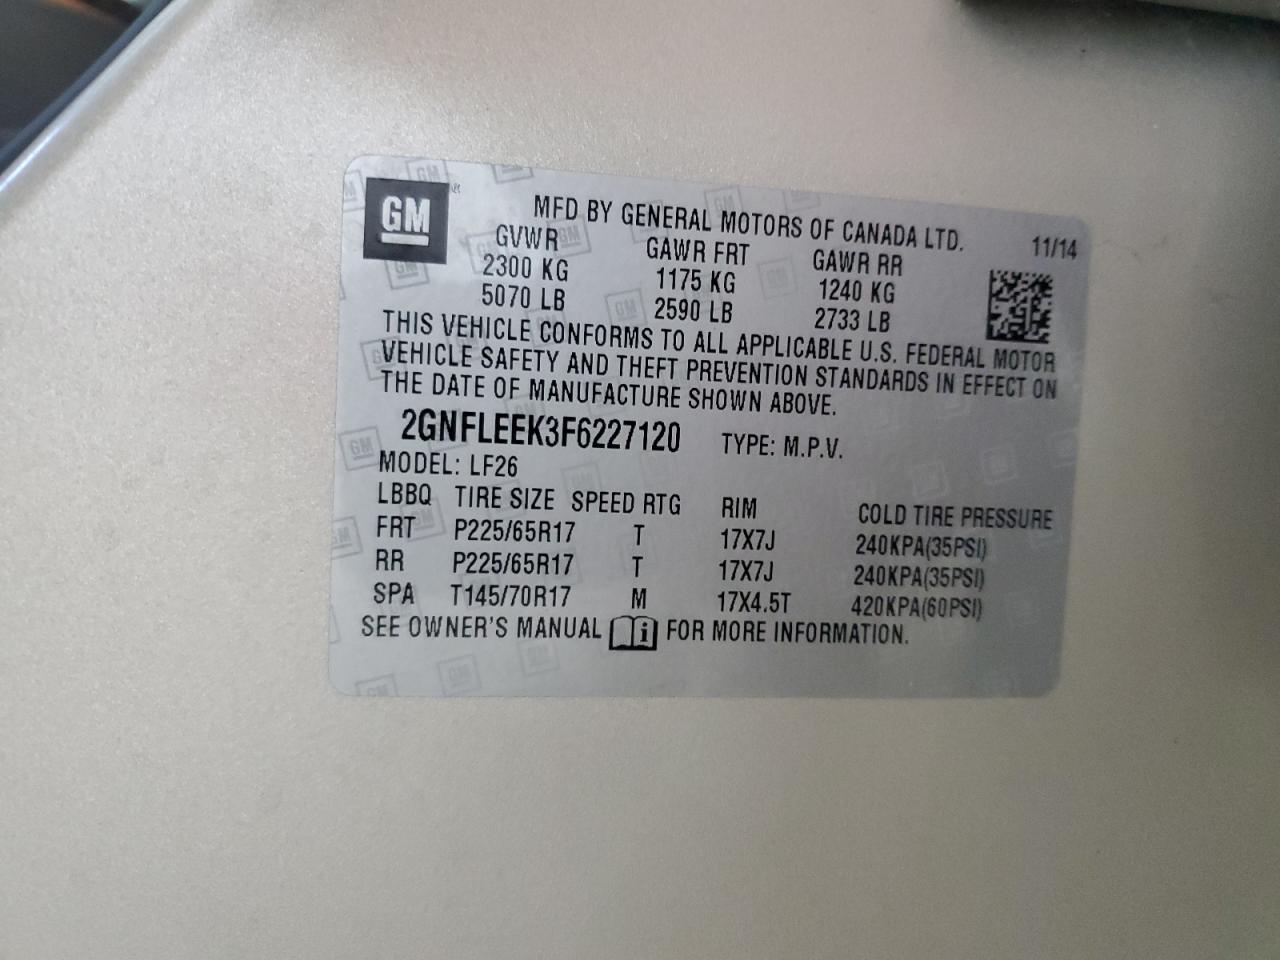 GM ®
MFD BY GENERAL MOTORS OF CANADA LTD. 11/14
GVWR GAWR FRT GAWR RR
2300 KG 1175 KG 1240 KG
5070 LB 2590 LB 2733 LB
THIS VEHICLE CONFORMS TO ALL APPLICABLE U.S. FEDERAL MOTOR
VEHICLE SAFETY AND THEFT PREVENTION STANDARDS IN EFFECT ON
THE DATE OF MANUFACTURE SHOWN ABOVE.
2GNFLEEK3F6227120 TYPE: M.P.V.
MODEL: LF26
LBBQ TIRE SIZE SPEED RTG RIM COLD TIRE PRESSURE
FRT P225/65R17 T 17X7J 240KPA(35PSI)
RR P225/65R17 T 17X7J 240KPA(35PSI)
SPA T145/70R17 M 17X4.5T 420KPA(60PSI)
SEE OWNER'S MANUAL i FOR MORE INFORMATION.